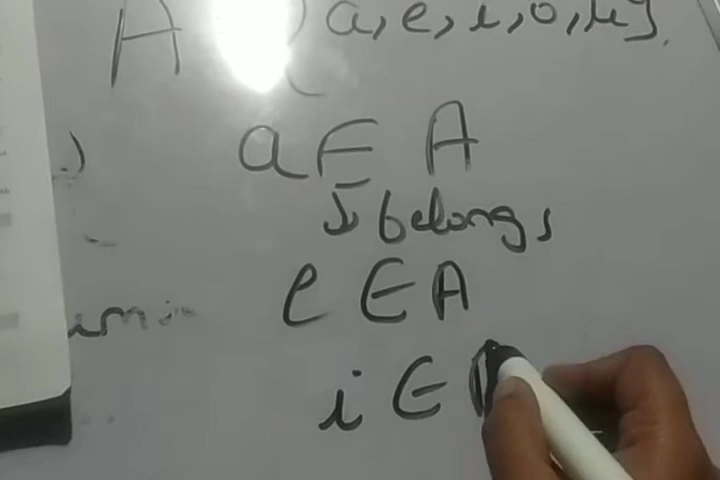 A {a, e, i, o, u}.
a ∈ A
↓ belongs
e ∈ A
i ∈